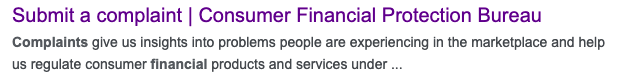 Submit a complaint | Consumer Financial Protection Bureau
Complaints give us insights into problems people are experiencing in the marketplace and help
us regulate consumer financial products and services under ...